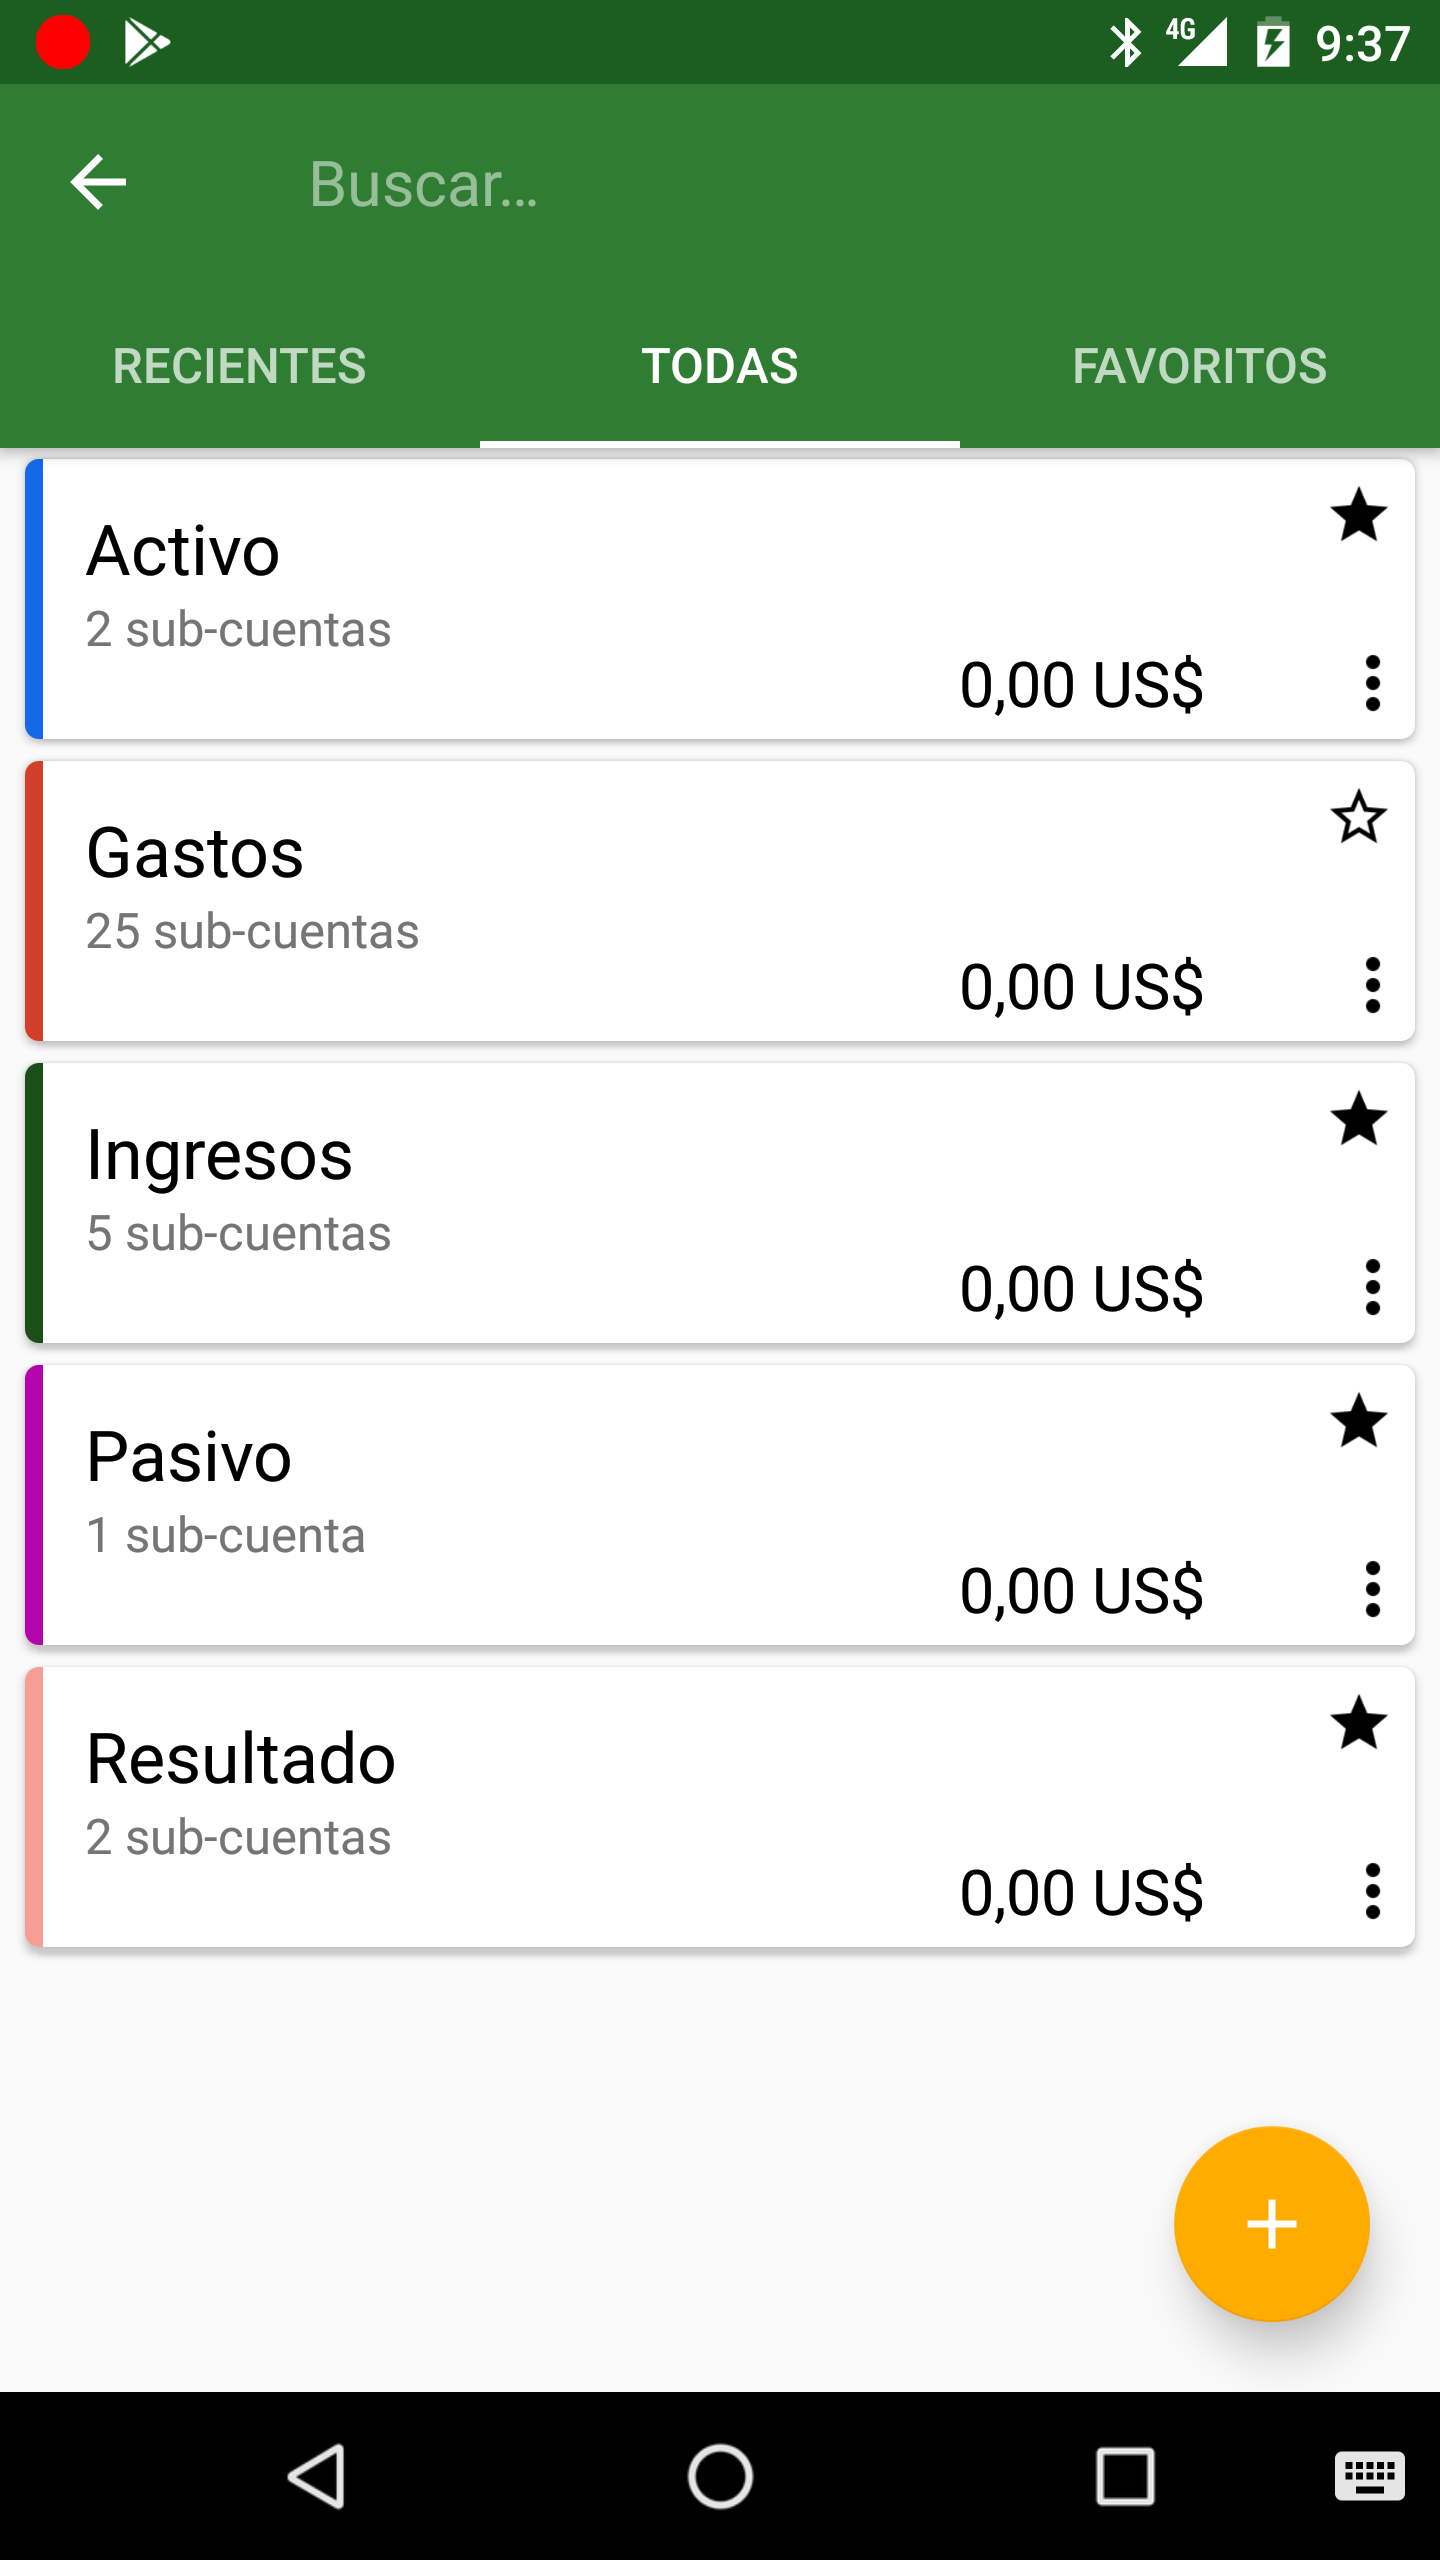 4G 9:37
Buscar...
RECIENTES TODAS FAVORITOS
Activo
2 sub-cuentas
0,00 US$
Gastos
25 sub-cuentas
0,00 US$
Ingresos
5 sub-cuentas
0,00 US$
Pasivo
1 sub-cuenta
0,00 US$
Resultado
2 sub-cuentas
0,00 US$